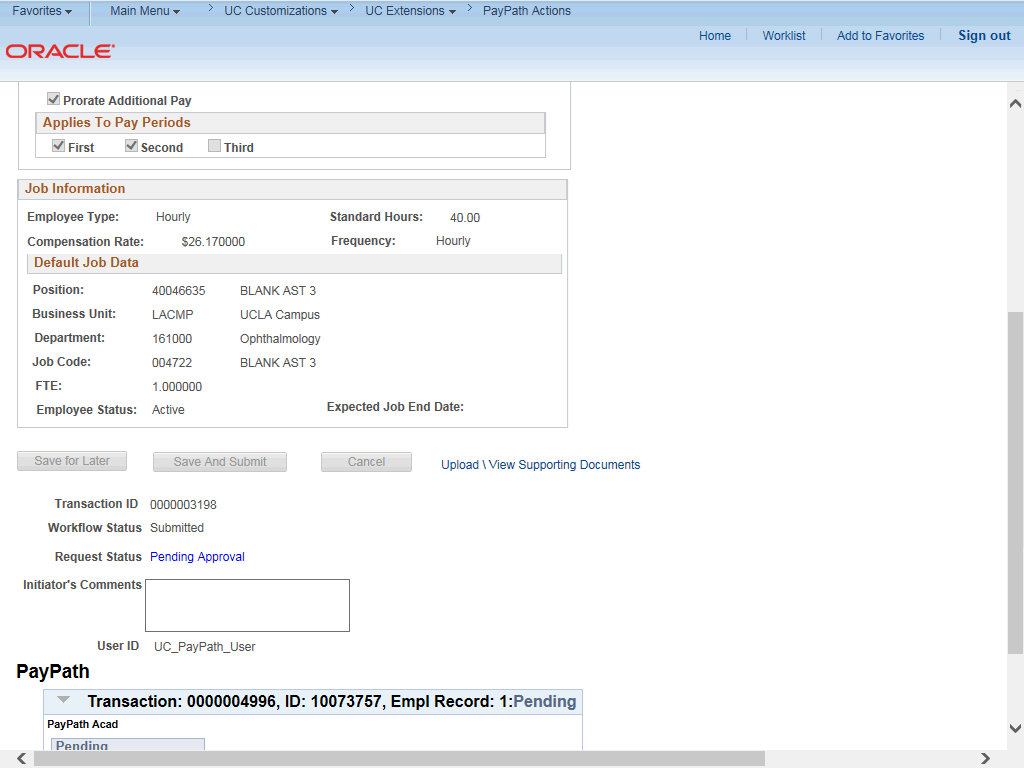 Favorites Main Menu > UC Customizations > UC Extensions > PayPath Actions
Home Worklist Add to Favorites Sign out
ORACLE
Prorate Additional Pay
Applies To Pay Periods
First Second Third
Job Information
Employee Type: Hourly Standard Hours: 40.00
Compensation Rate: $26.170000 Frequency: Hourly
Default Job Data
Position: 40046635 BLANK AST 3
Business Unit: LACMP UCLA Campus
Department: 161000 Ophthalmology
Job Code: 004722 BLANK AST 3
FTE: 1.000000
Employee Status: Active Expected Job End Date:
Save for Later Save And Submit Cancel Upload \ View Supporting Documents
Transaction ID 0000003198
Workflow Status Submitted
Request Status Pending Approval
Initiator's Comments
User ID UC_PayPath_User
PayPath
Transaction: 0000004996, ID: 10073757, Empl Record: 1:Pending
PayPath Acad
Pending